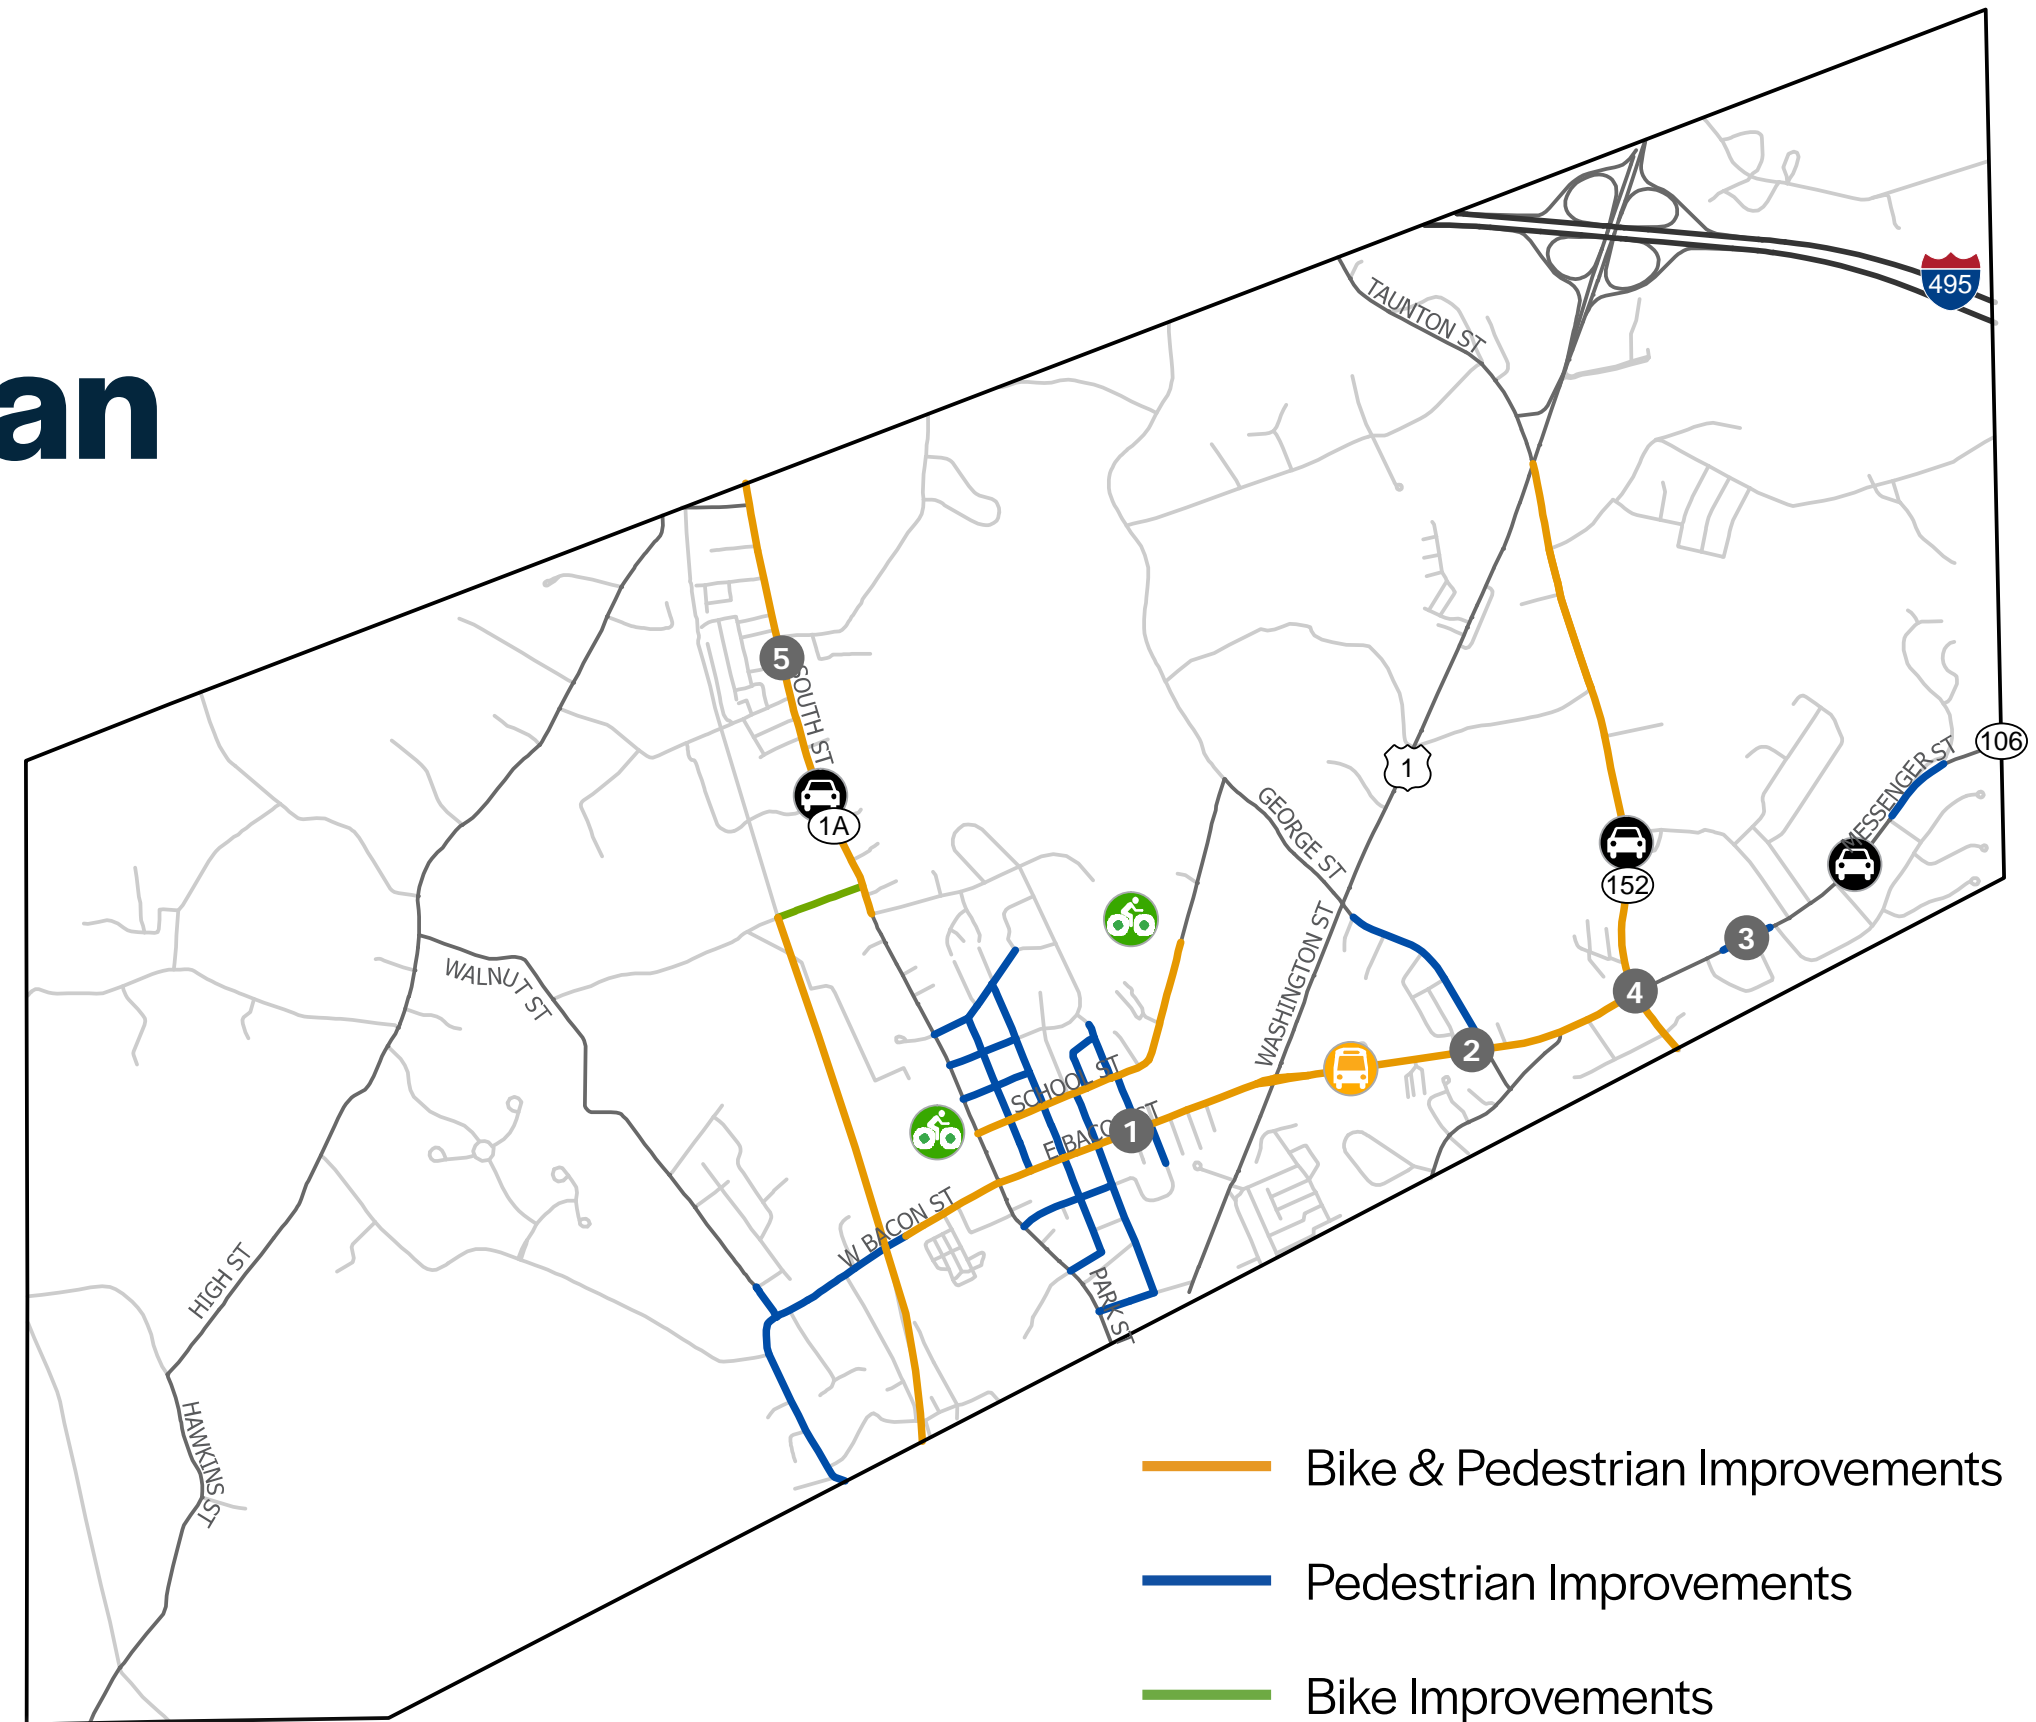 495
TAUNTON ST
an
5
SOUTH ST
106
1
MESSENGER ST
GEORGE ST
1A
152
WALNUT ST
WASHINGTON ST
3
4
2
SCHOOL ST
E BACON ST
1
W BACON ST
HIGH ST
PARK ST
HAWKINS ST
Bike & Pedestrian Improvements
Pedestrian Improvements
Bike Improvements